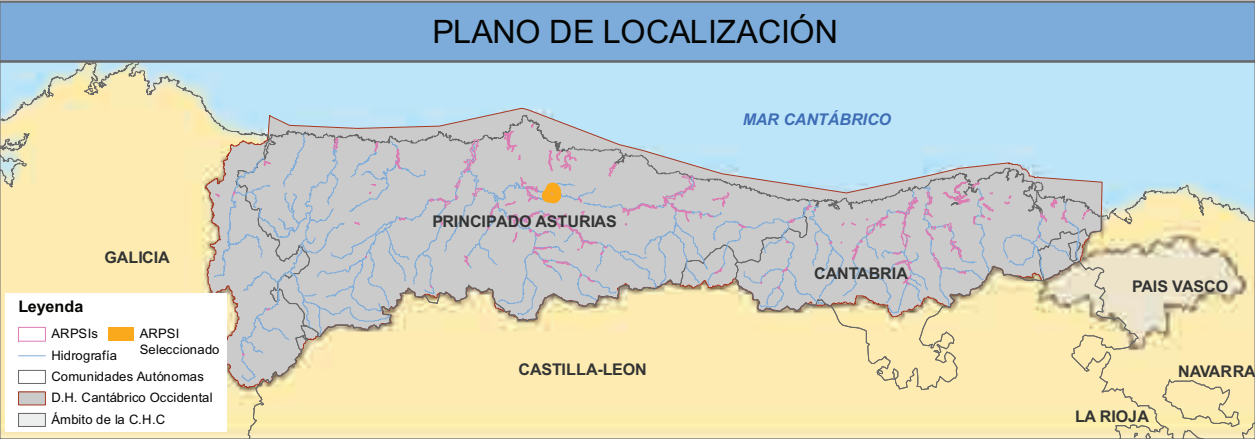 PLANO DE LOCALIZACIÓN
MAR CANTÁBRICO
PRINCIPADO ASTURIAS
GALICIA
CANTABRIA
PAIS VASCO
CASTILLA-LEON
NAVARRA
LA RIOJA
Leyenda
ARPSIs
ARPSI
Seleccionado
Hidrografía
Comunidades Autónomas
D.H. Cantábrico Occidental
Ámbito de la C.H.C